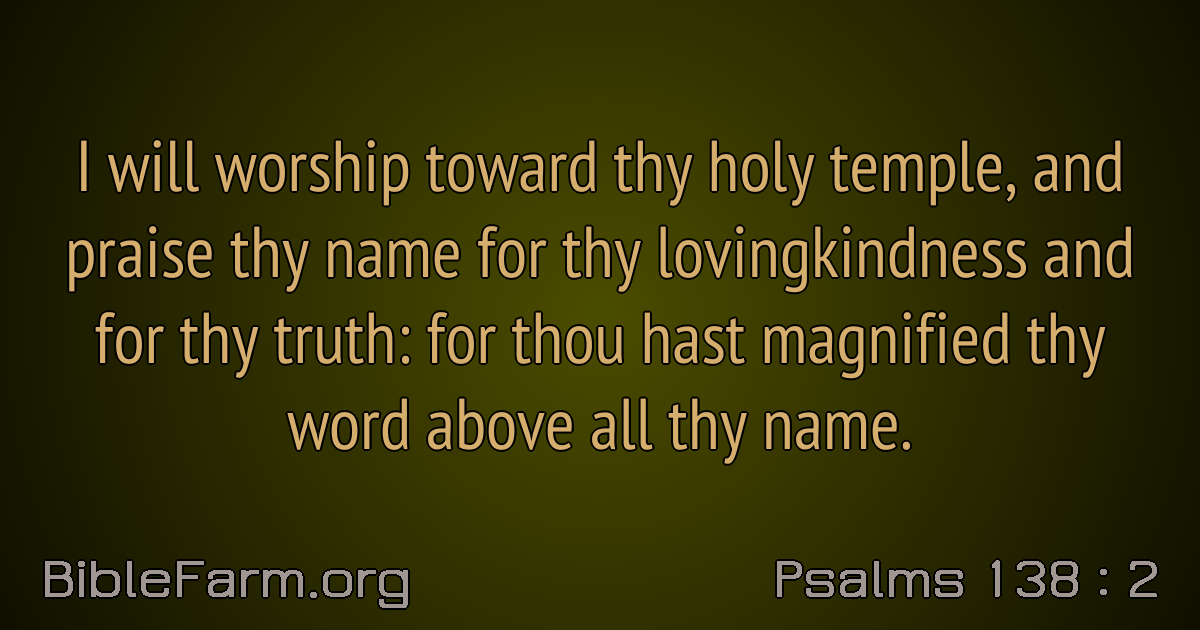 I will worship toward thy holy temple, and
praise thy name for thy lovingkindness and
for thy truth: for thou hast magnified thy
word above all thy name.
BibleFarm.org
Psalms 138 : 2